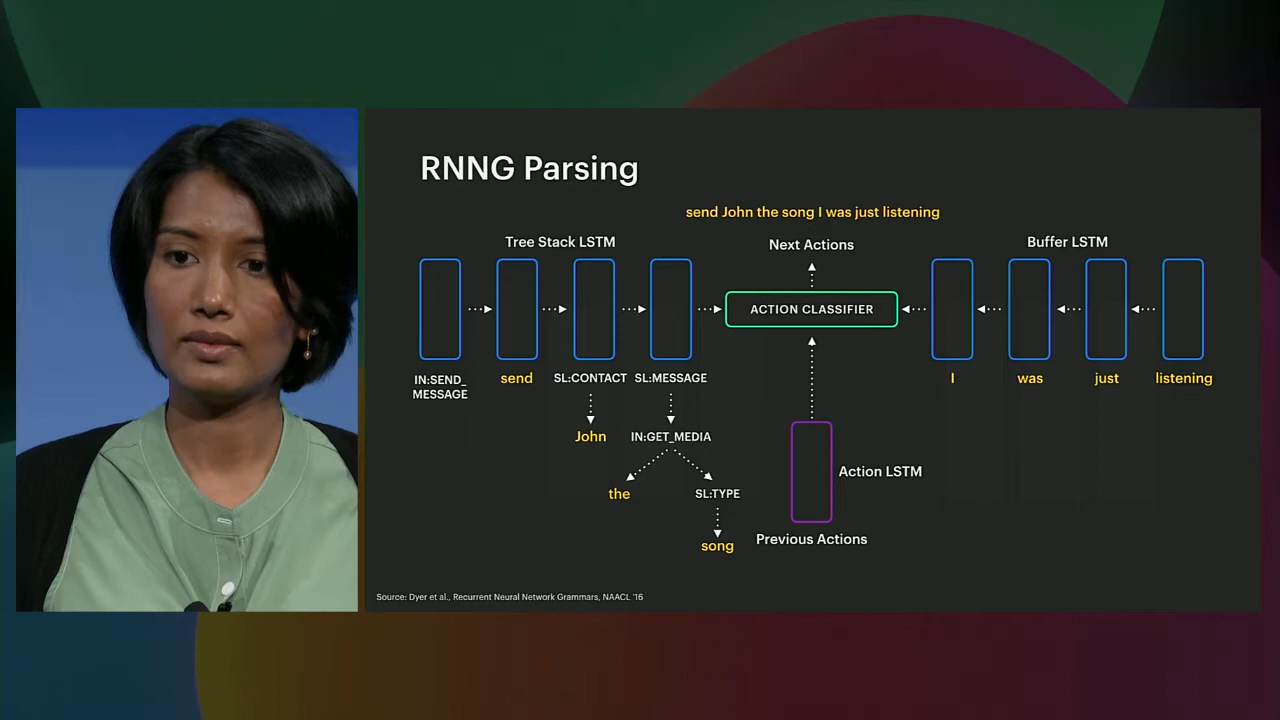 RNNG Parsing
send John the song I was just listening
Tree Stack LSTM
Next Actions
Buffer LSTM
ACTION CLASSIFIER
IN:SEND_
MESSAGE
send
SL:CONTACT
SL:MESSAGE
I
was
just
listening
John
IN:GET_MEDIA
the
SL:TYPE
song
Action LSTM
Previous Actions
Source: Dyer et al., Recurrent Neural Network Grammars, NAACL '16